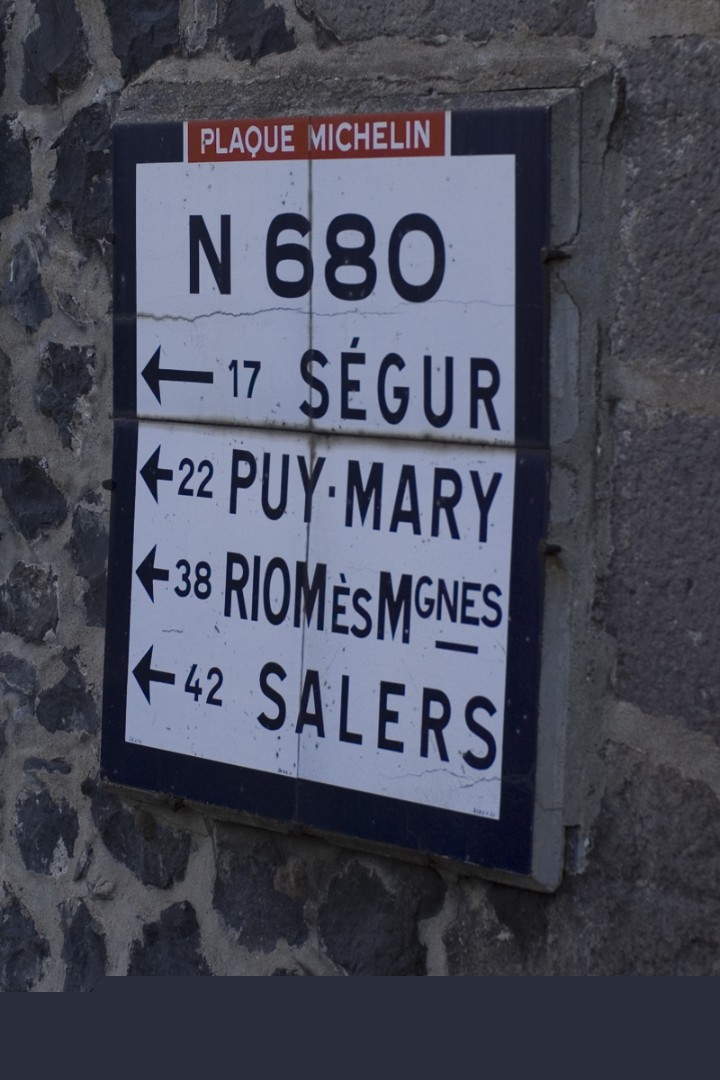 PLAQUE MICHELIN
N 680
← 17 SÉGUR
← 22 PUY·MARY
← 38 RIOMÈSMGNES
← 42 SALERS